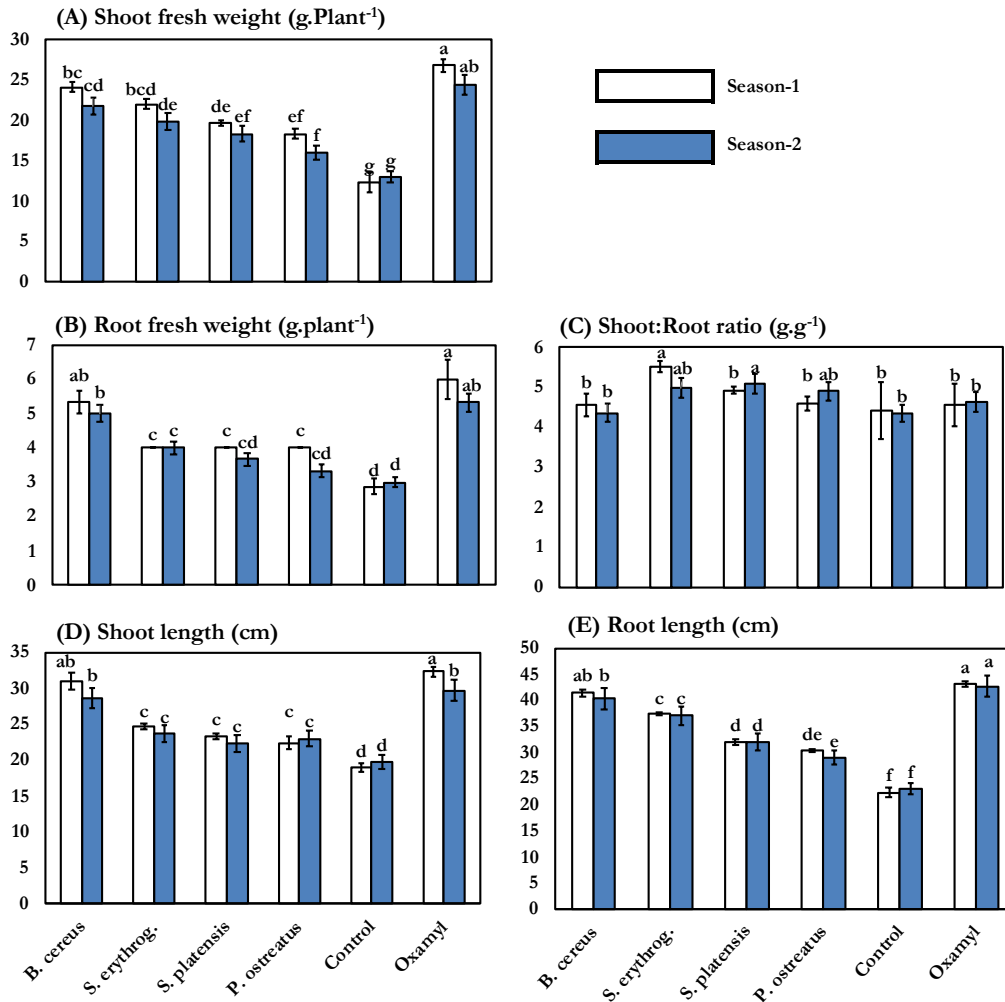 (A) Shoot fresh weight (g.Plant-1)
30
25
20
15
10
5
0
bc cd bcd de de ef ef f g g a ab
Season-1
Season-2
(B) Root fresh weight (g.plant-1)
7
6
5
4
3
2
1
0
ab b c c c cd c cd d d a ab
(C) Shoot:Root ratio (g.g-1)
6
5
4
3
2
1
0
b b a ab b a b ab b b b b
(D) Shoot length (cm)
35
30
25
20
15
10
5
0
ab b c c c c c c d d a b
B. cereus
S. erythrog.
S. platensis
P. ostreatus
Control
Oxamyl
(E) Root length (cm)
50
45
40
35
30
25
20
15
10
5
0
ab b c c d d de e f f a a
B. cereus
S. erythrog.
S. platensis
P. ostreatus
Control
Oxamyl